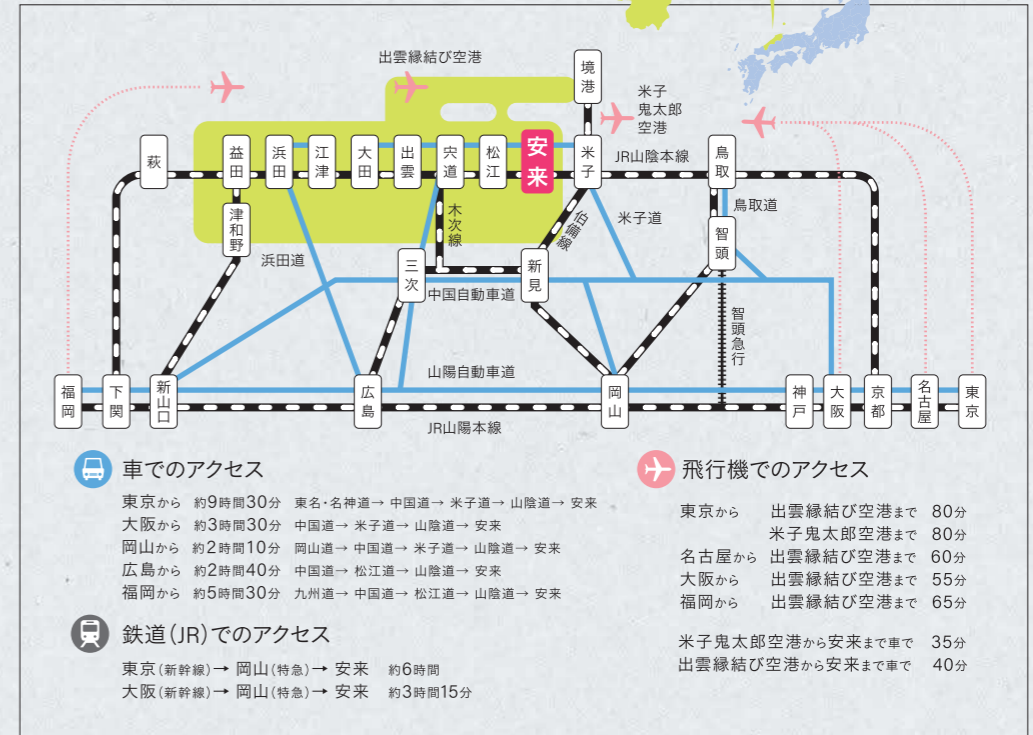 出雲縁結び空港
境港
米子
鬼太郎
空港
萩
益田
浜田
江津
大田
出雲
宍道
松江
安来
米子
JR山陰本線
鳥取
津和野
木次線
伯備線
米子道
鳥取道
智頭
浜田道
三次
新見
中国自動車道
智頭急行
山陽自動車道
福岡
下関
新山口
広島
岡山
神戸
大阪
京都
名古屋
東京
JR山陽本線
車でのアクセス
東京から 約9時間30分 東名・名神道→ 中国道→ 米子道→ 山陰道→ 安来
大阪から 約3時間30分 中国道→ 米子道→ 山陰道→ 安来
岡山から 約2時間10分 岡山道→ 中国道→ 米子道→ 山陰道→ 安来
広島から 約2時間40分 中国道→ 松江道→ 山陰道→ 安来
福岡から 約5時間30分 九州道→ 中国道→ 松江道→ 山陰道→ 安来
鉄道(JR)でのアクセス
東京(新幹線)→ 岡山(特急)→ 安来 約6時間
大阪(新幹線)→ 岡山(特急)→ 安来 約3時間15分
飛行機でのアクセス
東京から 出雲縁結び空港まで 80分
米子鬼太郎空港まで 80分
名古屋から 出雲縁結び空港まで 60分
大阪から 出雲縁結び空港まで 55分
福岡から 出雲縁結び空港まで 65分
米子鬼太郎空港から安来まで車で 35分
出雲縁結び空港から安来まで車で 40分